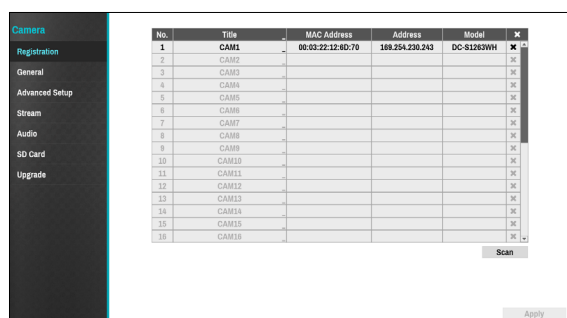 Camera
Registration
General
Advanced Setup
Stream
Audio
SD Card
Upgrade
No. Title MAC Address Address Model
1 CAM1 00:03:22:12:6D:70 169.254.230.243 DC-S1263WH
2 CAM2
3 CAM3
4 CAM4
5 CAM5
6 CAM6
7 CAM7
8 CAM8
9 CAM9
10 CAM10
11 CAM11
12 CAM12
13 CAM13
14 CAM14
15 CAM15
16 CAM16
Scan
Apply